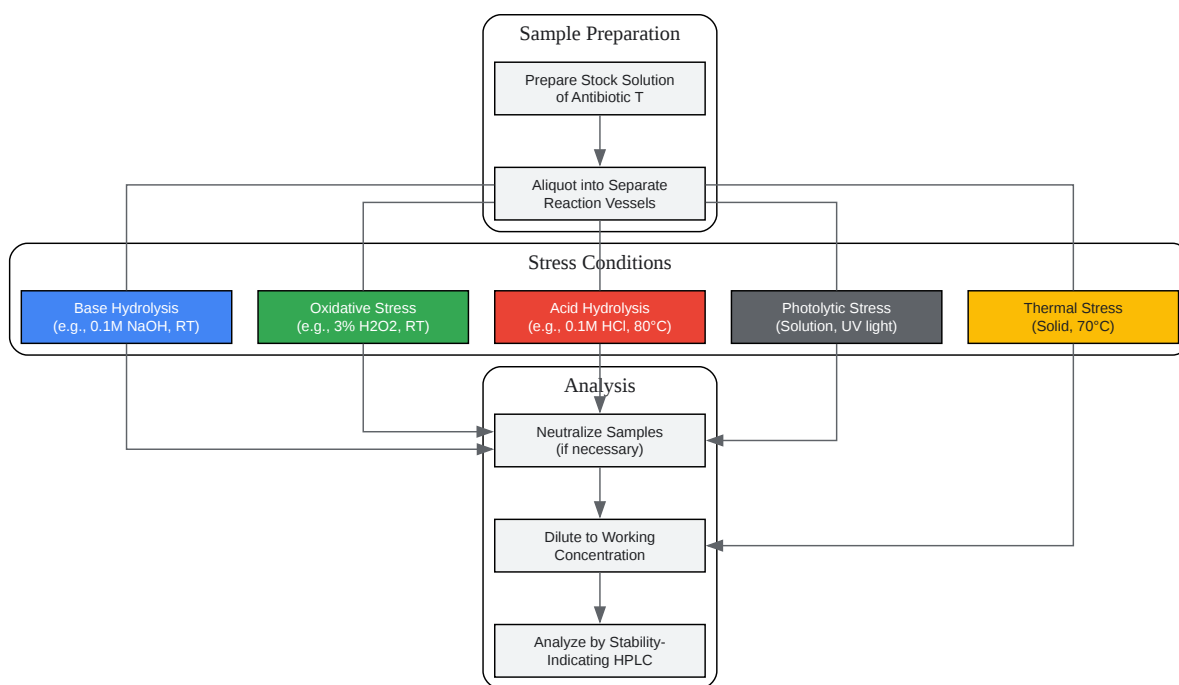 Sample Preparation
Prepare Stock Solution
of Antibiotic T
Aliquot into Separate
Reaction Vessels
Stress Conditions
Base Hydrolysis
(e.g., 0.1M NaOH, RT)
Oxidative Stress
(e.g., 3% H2O2, RT)
Acid Hydrolysis
(e.g., 0.1M HCl, 80°C)
Photolytic Stress
(Solution, UV light)
Thermal Stress
(Solid, 70°C)
Analysis
Neutralize Samples
(if necessary)
Dilute to Working
Concentration
Analyze by Stability-
Indicating HPLC